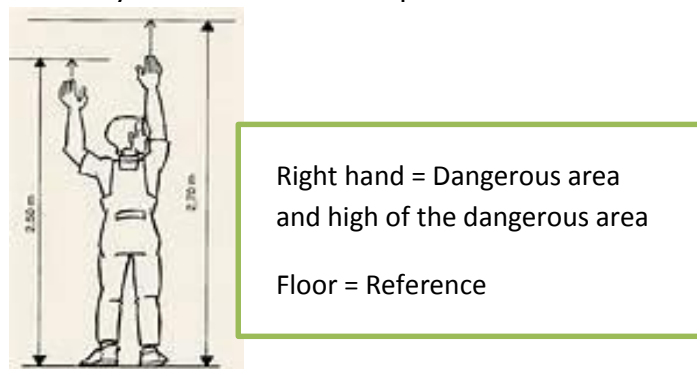 2.50 m
2.70 m
Right hand = Dangerous area
and high of the dangerous area
Floor = Reference